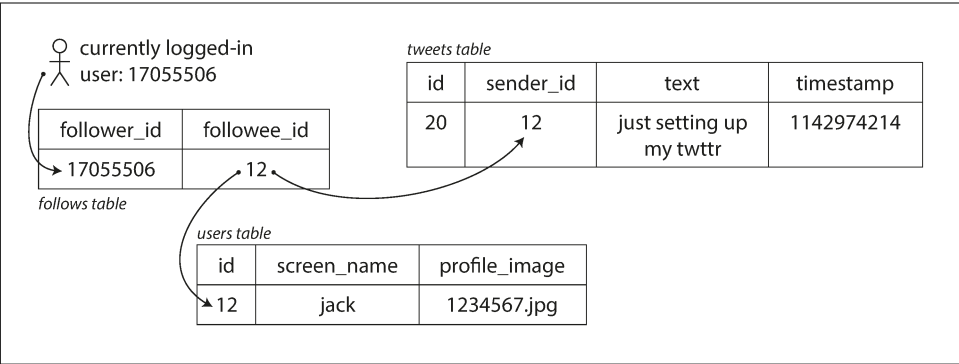 currently logged-in
user: 17055506
follower_id followee_id
17055506 12
follows table
tweets table
id sender_id text timestamp
20 12 just setting up 1142974214
my twttr
users table
id screen_name profile_image
12 jack 1234567.jpg